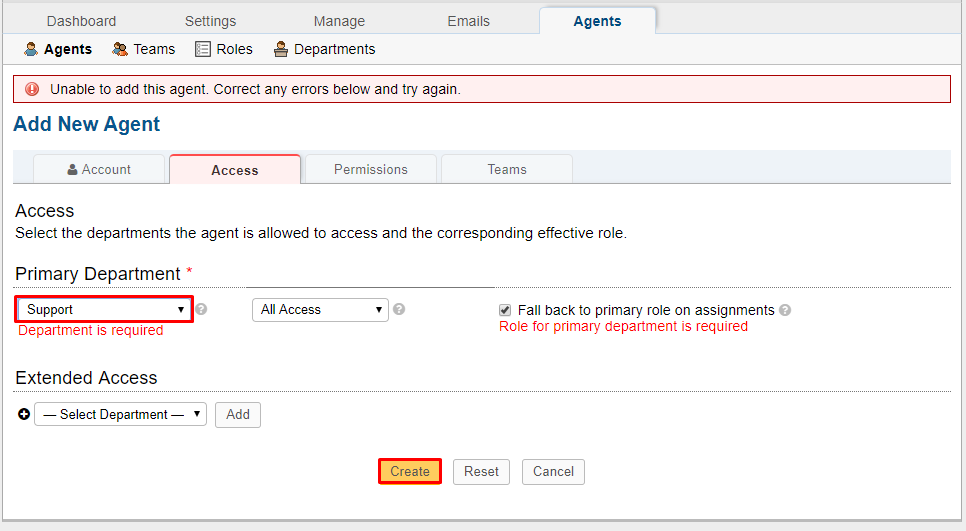 Dashboard Settings Manage Emails Agents
Agents Teams Roles Departments
Unable to add this agent. Correct any errors below and try again.
Add New Agent
Account Access Permissions Teams
Access
Select the departments the agent is allowed to access and the corresponding effective role.
Primary Department *
Support All Access Fall back to primary role on assignments
Department is required Role for primary department is required
Extended Access
— Select Department — Add
Create Reset Cancel